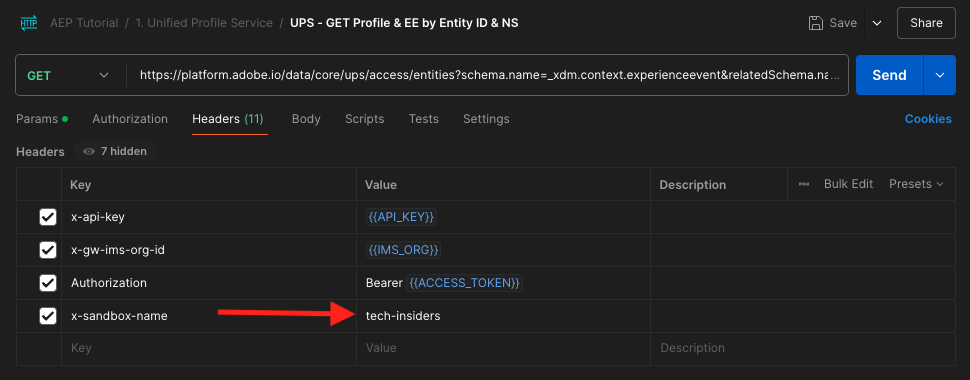 HTTP AEP Tutorial / 1. Unified Profile Service / UPS - GET Profile & EE by Entity ID & NS Save Share
GET https://platform.adobe.io/data/core/ups/access/entities?schema.name=_xdm.context.experienceevent&relatedSchema.na... Send
Params Authorization Headers (11) Body Scripts Tests Settings Cookies
Headers 7 hidden
Key Value Description Bulk Edit Presets
x-api-key {{API_KEY}}
x-gw-ims-org-id {{IMS_ORG}}
Authorization Bearer {{ACCESS_TOKEN}}
x-sandbox-name tech-insiders
Key Value Description